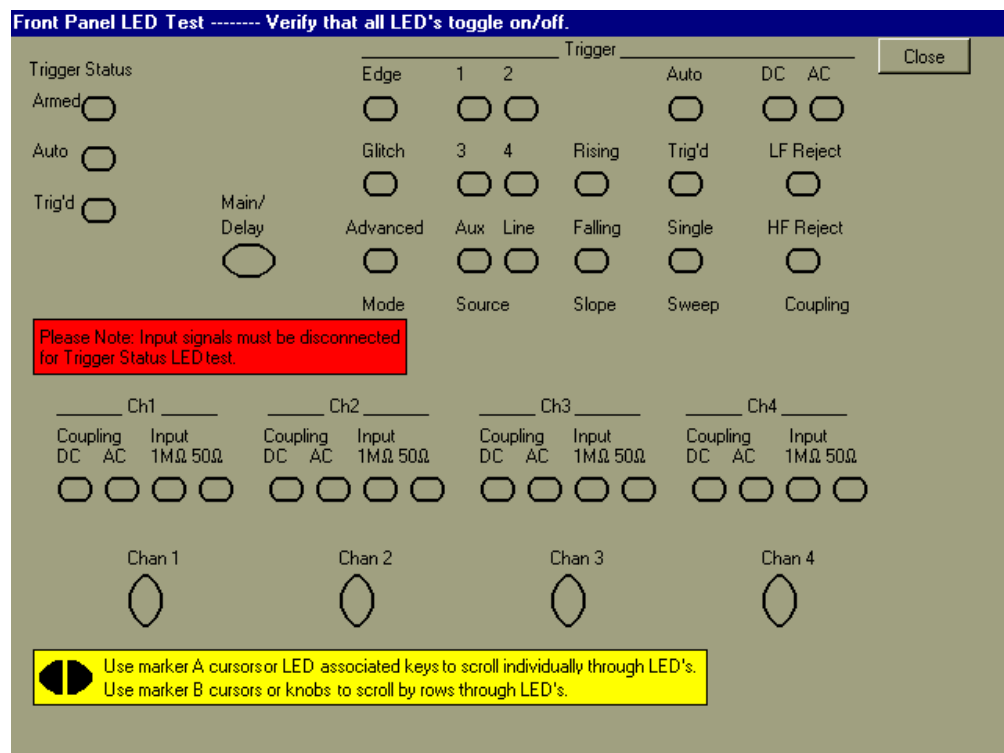 Front Panel LED Test -------- Verify that all LED's toggle on/off.
Close
Trigger Status
Armed
Auto
Trig'd
Main/
Delay
Trigger
Edge 1 2 Auto DC AC
Glitch 3 4 Rising Trig'd LF Reject
Advanced Aux Line Falling Single HF Reject
Mode Source Slope Sweep Coupling
Please Note: Input signals must be disconnected
for Trigger Status LED test.
Ch1 Ch2 Ch3 Ch4
Coupling Input Coupling Input Coupling Input Coupling Input
DC AC 1MΩ 50Ω DC AC 1MΩ 50Ω DC AC 1MΩ 50Ω DC AC 1MΩ 50Ω
Chan 1 Chan 2 Chan 3 Chan 4
Use marker A cursors or LED associated keys to scroll individually through LED's.
Use marker B cursors or knobs to scroll by rows through LED's.